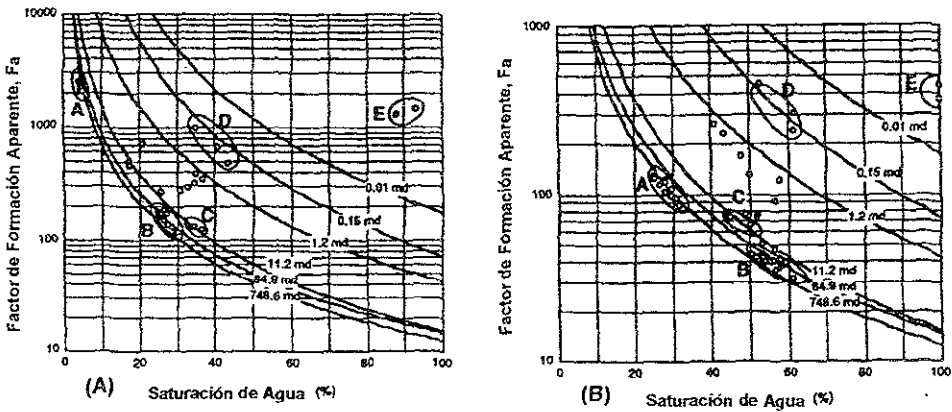 Factor de Formación Aparente, Fa
10000
1000
100
10
A
B
C
D
E
0.01 md
0.15 md
1.2 md
11.2 md
64.9 md
748.6 md
0 20 40 60 80 100
(A) Saturación de Agua (%)
Factor de Formación Aparente, Fa
1000
100
10
A
B
C
D
E
0.01 md
0.15 md
1.2 md
11.2 md
64.9 md
748.6 md
0 20 40 60 80 100
(B) Saturación de Agua (%)